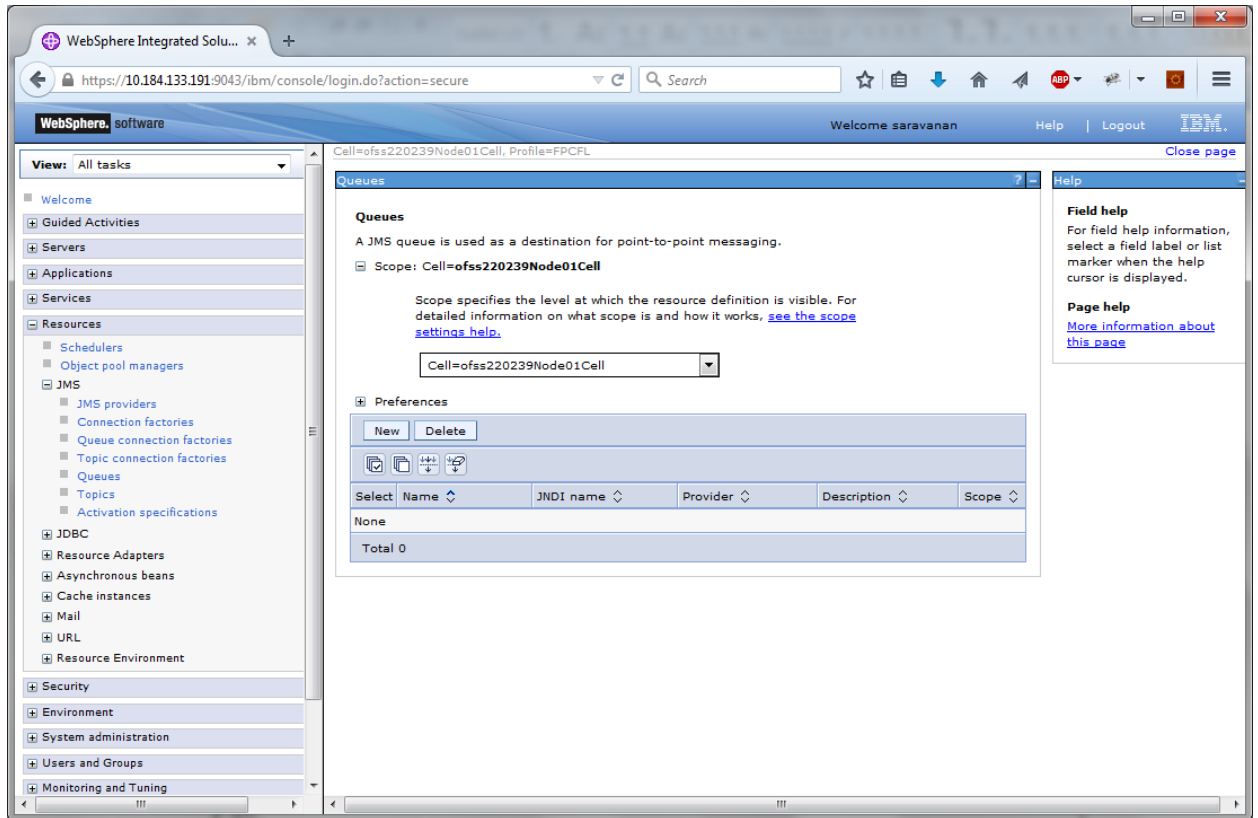 WebSphere Integrated Solu...
https://10.184.133.191:9043/ibm/console/login.do?action=secure
Search
ABP
WebSphere. software
Welcome saravanan
Help | Logout
IBM.
View: All tasks
Welcome
Guided Activities
Servers
Applications
Services
Resources
Schedulers
Object pool managers
JMS
JMS providers
Connection factories
Queue connection factories
Topic connection factories
Queues
Topics
Activation specifications
JDBC
Resource Adapters
Asynchronous beans
Cache instances
Mail
URL
Resource Environment
Security
Environment
System administration
Users and Groups
Monitoring and Tuning
Cell=ofss220239Node01Cell, Profile=FPCFL
Close page
Queues
Queues
A JMS queue is used as a destination for point-to-point messaging.
Scope: Cell=ofss220239Node01Cell
Scope specifies the level at which the resource definition is visible. For
detailed information on what scope is and how it works, see the scope
settings help.
Cell=ofss220239Node01Cell
Preferences
New Delete
Select Name JNDI name Provider Description Scope
None
Total 0
Help
Field help
For field help information,
select a field label or list
marker when the help
cursor is displayed.
Page help
More information about
this page